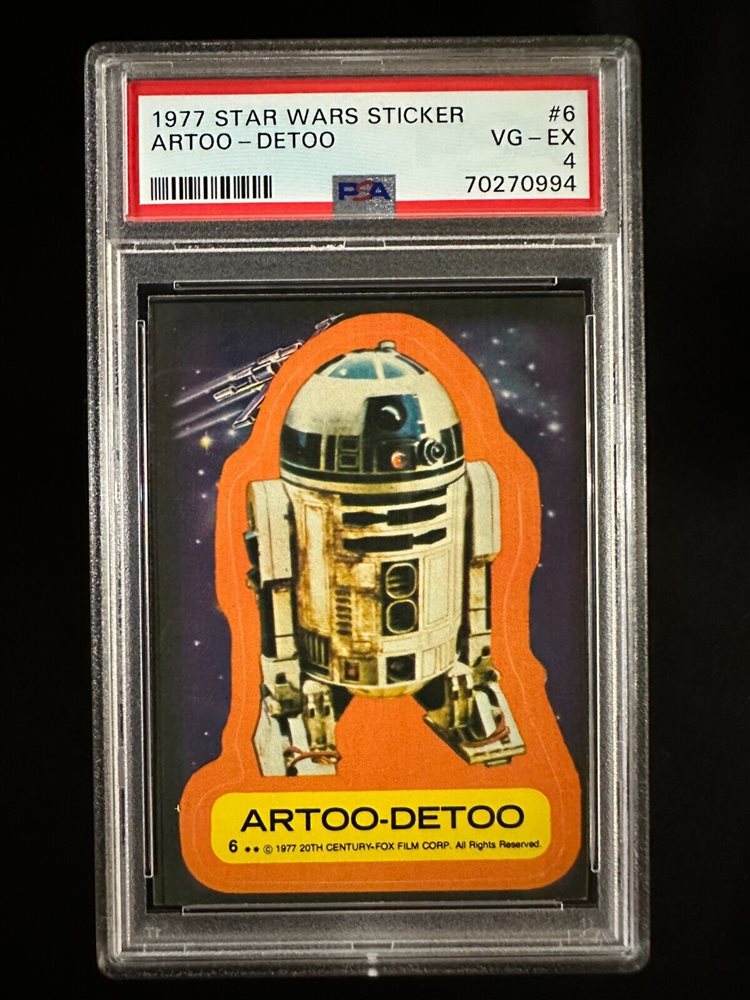 1977 STAR WARS STICKER #6
ARTOO-DETOO VG-EX
4
PSA 70270994
ARTOO-DETOO
6 ** © 1977 20TH CENTURY-FOX FILM CORP. All Rights Reserved.